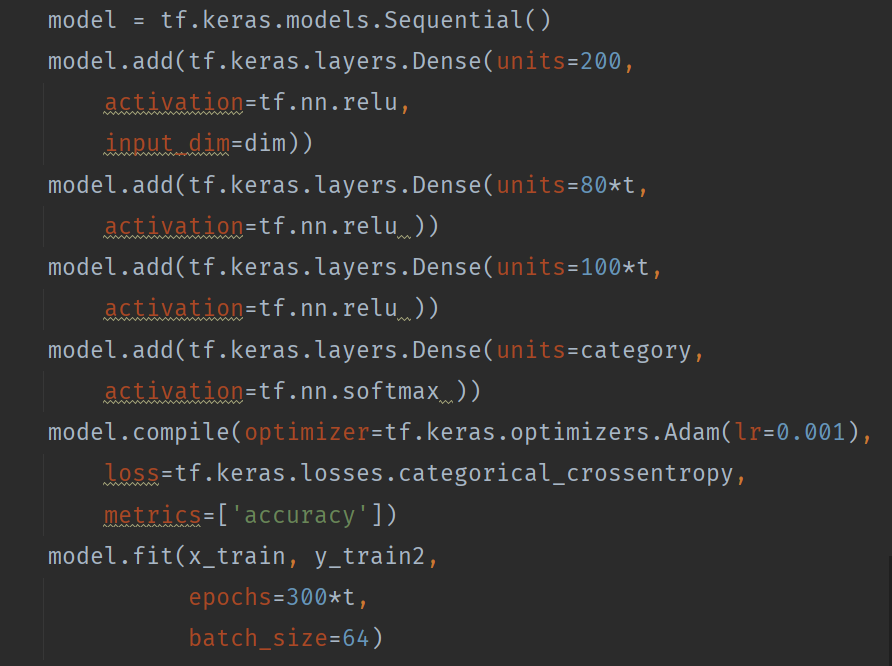 model = tf.keras.models.Sequential()
model.add(tf.keras.layers.Dense(units=200,
    activation=tf.nn.relu,
    input_dim=dim))
model.add(tf.keras.layers.Dense(units=80*t,
    activation=tf.nn.relu ))
model.add(tf.keras.layers.Dense(units=100*t,
    activation=tf.nn.relu ))
model.add(tf.keras.layers.Dense(units=category,
    activation=tf.nn.softmax ))
model.compile(optimizer=tf.keras.optimizers.Adam(lr=0.001),
    loss=tf.keras.losses.categorical_crossentropy,
    metrics=['accuracy'])
model.fit(x_train, y_train2,
          epochs=300*t,
          batch_size=64)